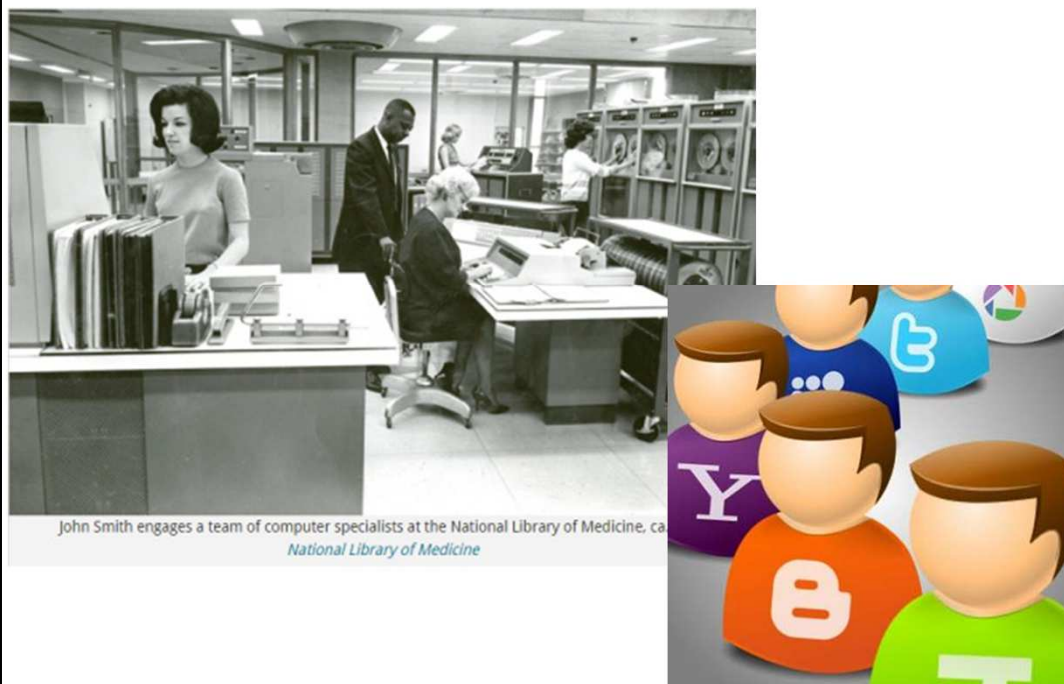 John Smith engages a team of computer specialists at the National Library of Medicine, ca.
National Library of Medicine
t
Y
B
T